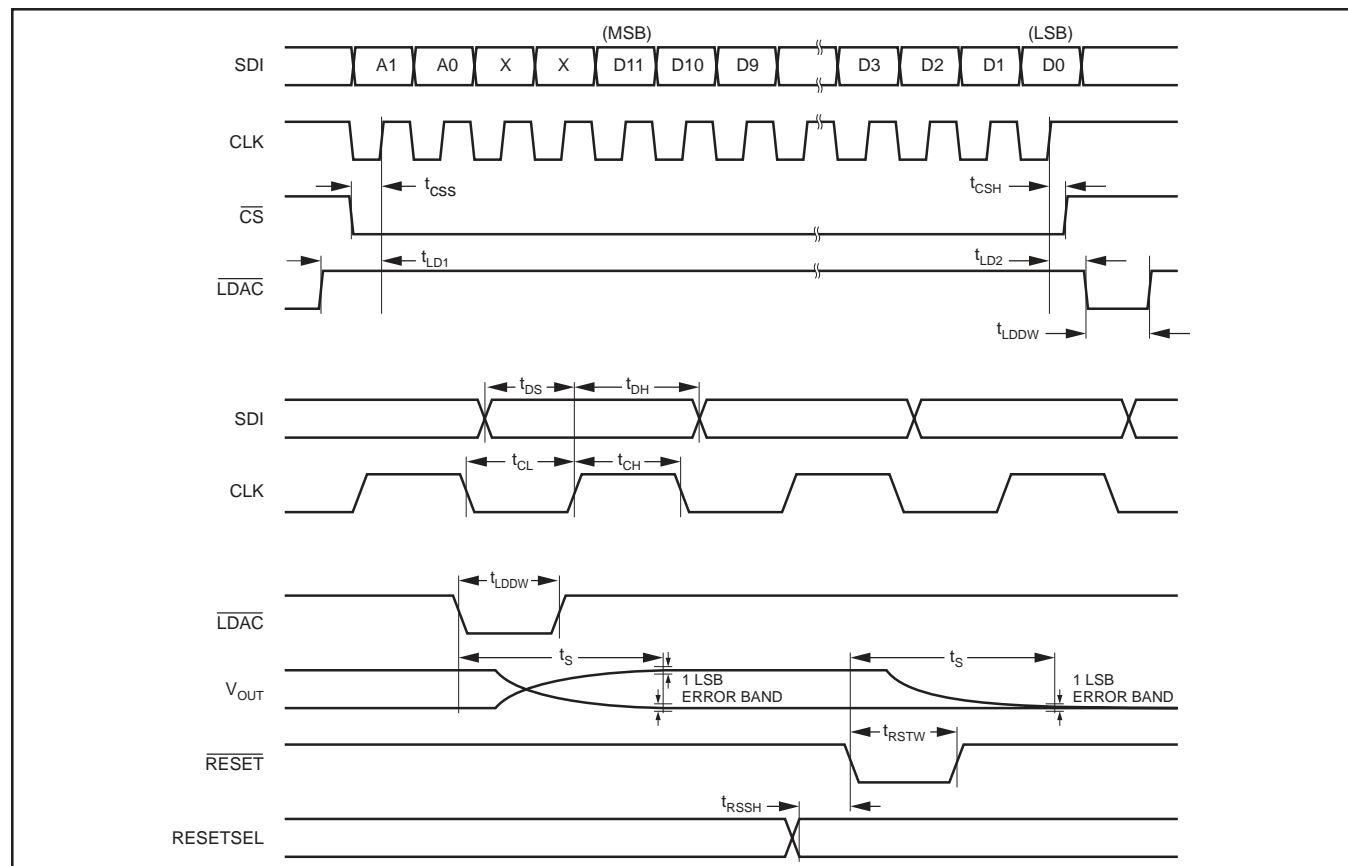 (MSB) (LSB)
SDI A1 A0 X X D11 D10 D9 D3 D2 D1 D0
CLK
tCSS tCSH
CS
tLD1 tLD2
LDAC
tLDDW
tDS tDH
SDI
tCL tCH
CLK
tLDDW
LDAC
tS tS
VOUT
1 LSB
ERROR BAND
1 LSB
ERROR BAND
tRSTW
RESET
tRSSH
RESETSEL